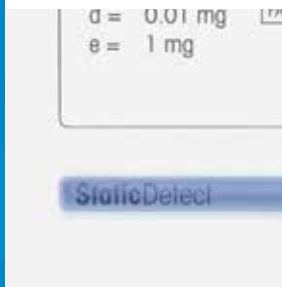 d = 0.01 mg
e = 1 mg
StaticDetect